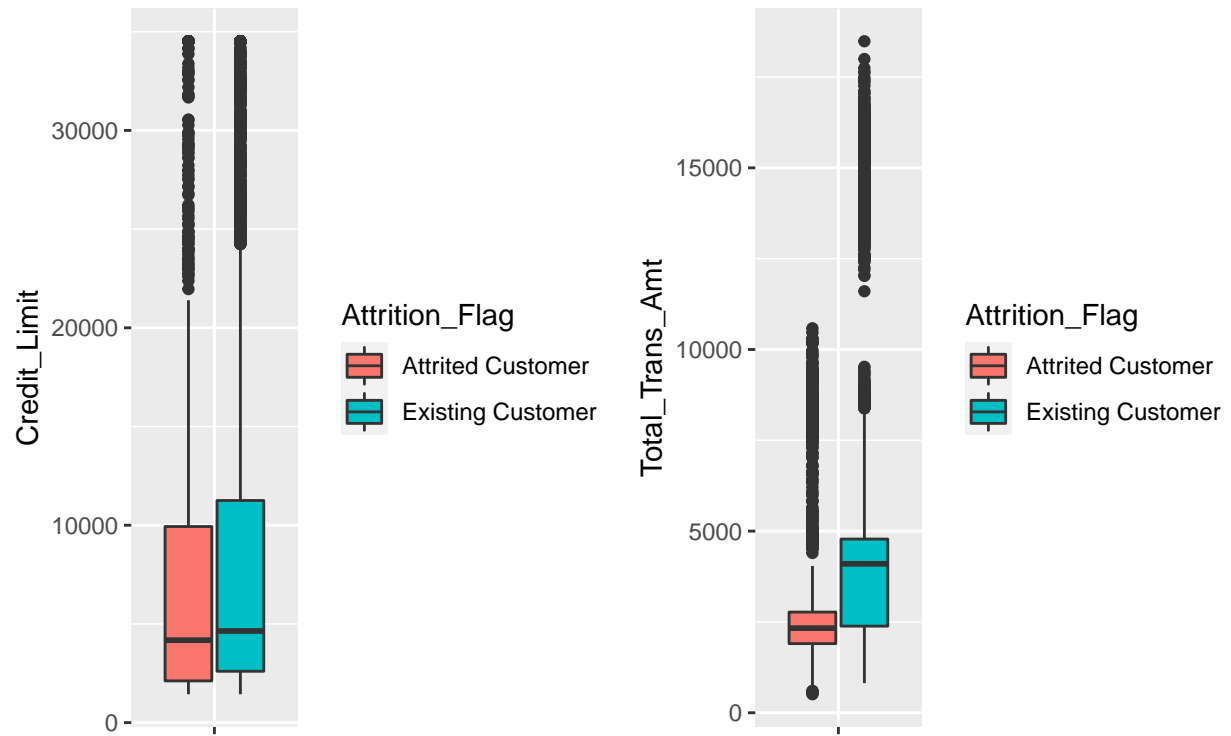 Credit_Limit
30000
20000
10000
0
Attrition_Flag
Attrited Customer
Existing Customer
Total_Trans_Amt
15000
10000
5000
0
Attrition_Flag
Attrited Customer
Existing Customer